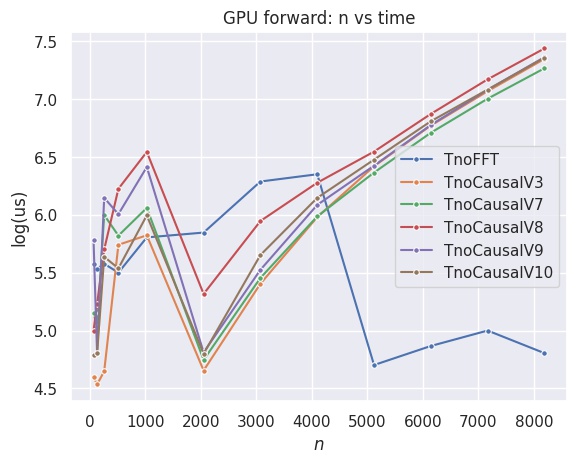 GPU forward: n vs time
log(us)
7.5
7.0
6.5
6.0
5.5
5.0
4.5
TnoFFT
TnoCausalV3
TnoCausalV7
TnoCausalV8
TnoCausalV9
TnoCausalV10
0 1000 2000 3000 4000 5000 6000 7000 8000
n